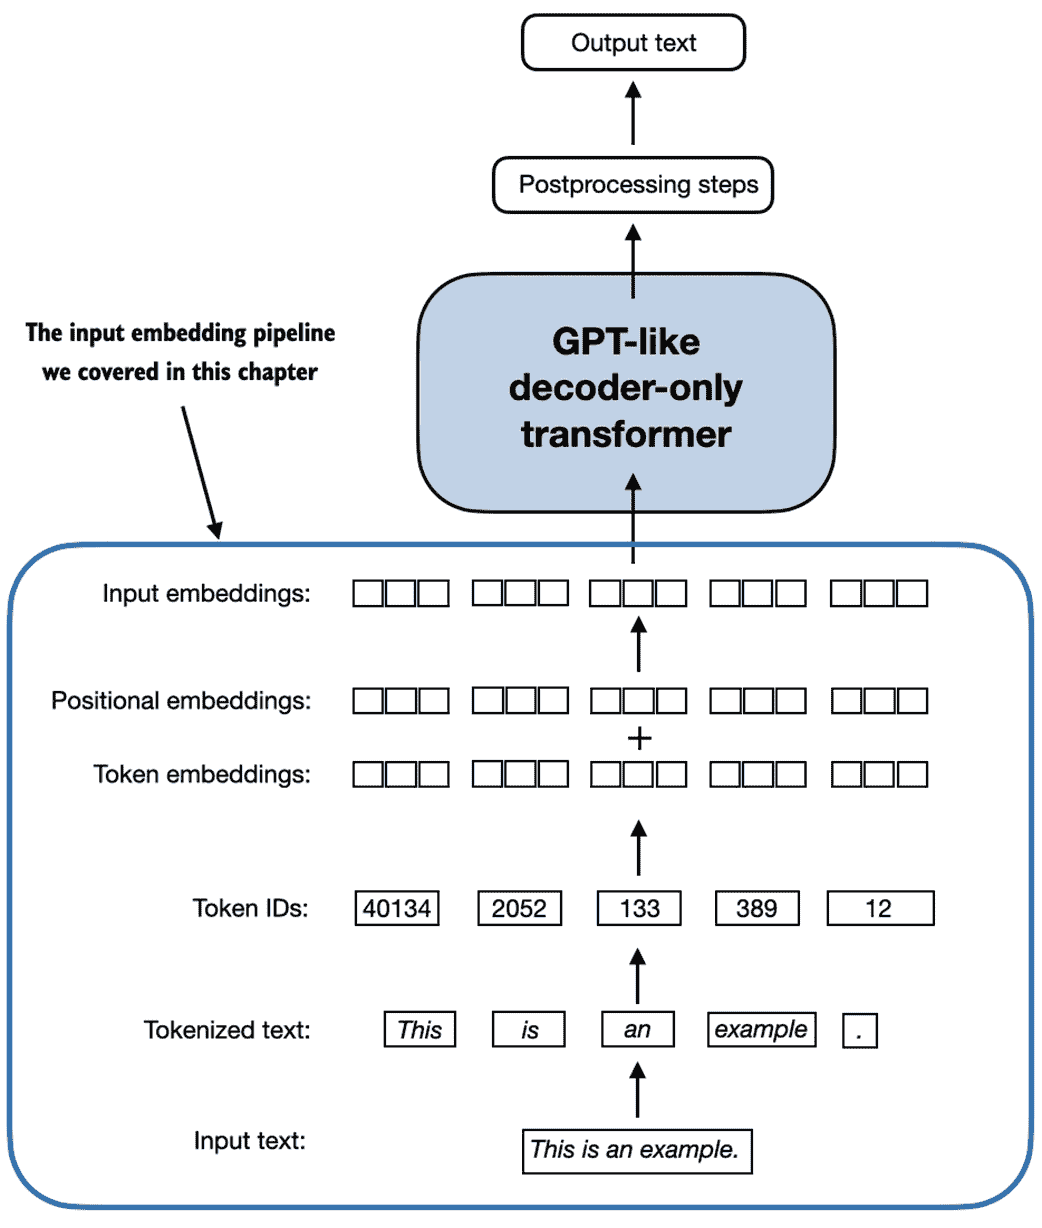 Output text
Postprocessing steps
GPT-like
decoder-only
transformer
The input embedding pipeline
we covered in this chapter
Input embeddings:
Positional embeddings:
+
Token embeddings:
Token IDs: 40134 2052 133 389 12
Tokenized text: This is an example .
Input text: This is an example.